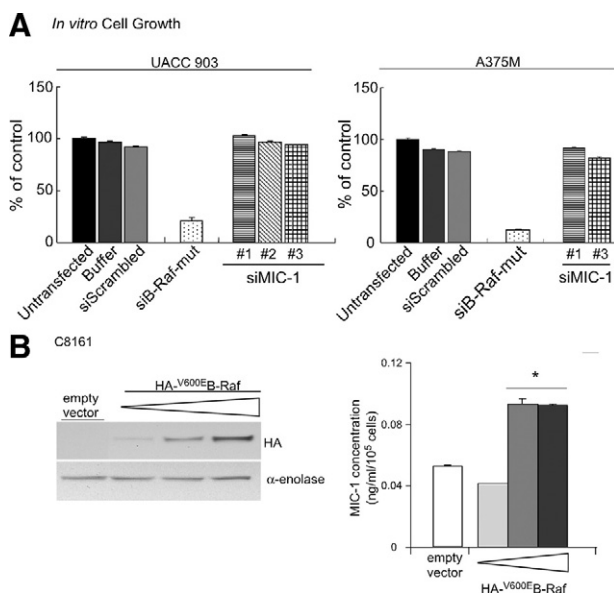 A In vitro Cell Growth
UACC 903
A375M
% of control
150
100
50
0
Untransfected
Buffer
siScrambled
siB-Raf-mut
#1 #2 #3
siMIC-1
% of control
150
100
50
0
Untransfected
Buffer
siScrambled
siB-Raf-mut
#1 #3
siMIC-1
B C8161
empty
vector
HA-V600EB-Raf
HA
α-enolase
MIC-1 concentration
(ng/ml/10⁵ cells)
0.12
0.08
0.04
0
*
empty
vector
HA-V600EB-Raf